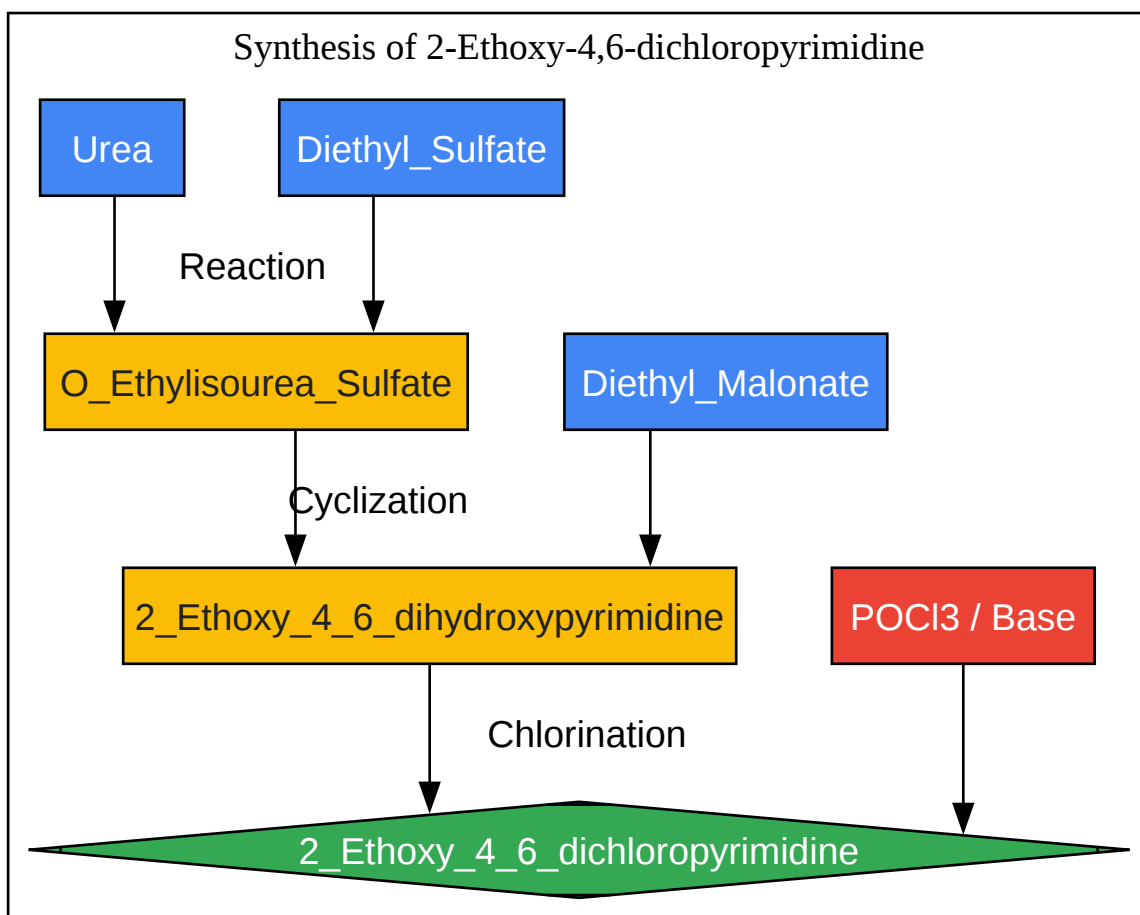 Synthesis of 2-Ethoxy-4,6-dichloropyrimidine
Urea
Diethyl_Sulfate
Reaction
O_Ethylisourea_Sulfate
Diethyl_Malonate
Cyclization
2_Ethoxy_4_6_dihydroxypyrimidine
POCl3 / Base
Chlorination
2_Ethoxy_4_6_dichloropyrimidine